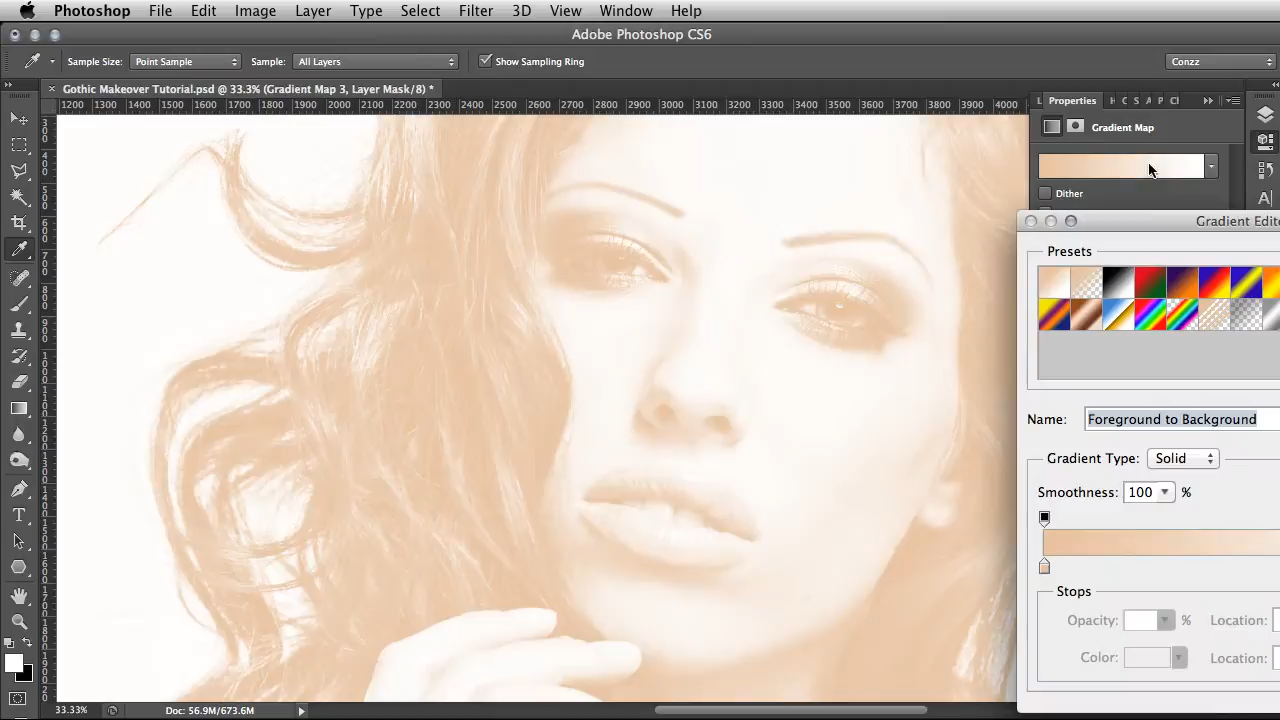 Photoshop File Edit Image Layer Type Select Filter 3D View Window Help
Adobe Photoshop CS6
Sample Size: Point Sample Sample: All Layers Show Sampling Ring Conzz
Gothic Makeover Tutorial.psd @ 33.3% (Gradient Map 3, Layer Mask/8) *
Properties
1200 1300 1400 1500 1600 1700 1800 1900 2000 2100 2200 2300 2400 2500 2600 2700 2800 2900 3000 3100 3200 3300 3400 3500 3600 3700 3800 3900 4000
Gradient Map
Dither
Gradient Edito
Presets
Name: Foreground to Background
Gradient Type: Solid
Smoothness: 100 %
Stops
Opacity: % Location:
Color: Location:
33.33% Doc: 56.9M/673.6M